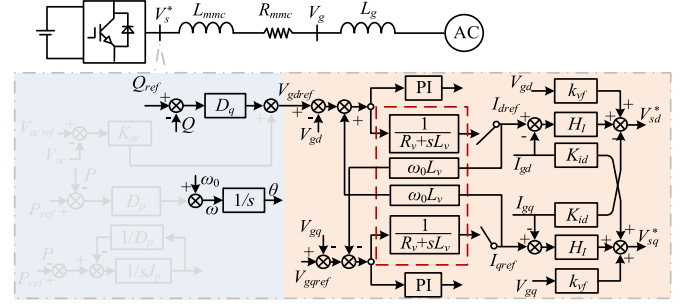 V_s^* L_mmc R_mmc V_g L_g AC
Q_ref D_q V_gdref PI V_gd k_vf
Q I_dref H_I V_sd^*
V_acref K_ac V_gd 1/(R_v+sL_v)
V_ac I_gd K_id
P ω_0 ω_0L_v
P_ref D_p ω 1/s θ ω_0L_v I_gq K_id
V_gq 1/(R_v+sL_v) V_sq^*
P 1/D_p H_I
P_ref 1/sJ_p V_gqref I_qref
PI V_gq k_vf